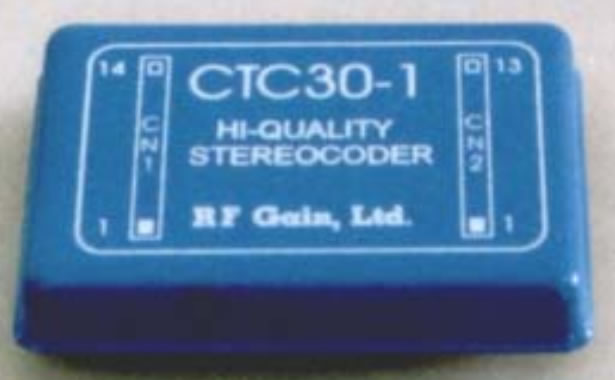 14 CTC30-1 13
HI-QUALITY
STEREOCODER
CN1
CN2
1 RF Gain, Ltd. 1